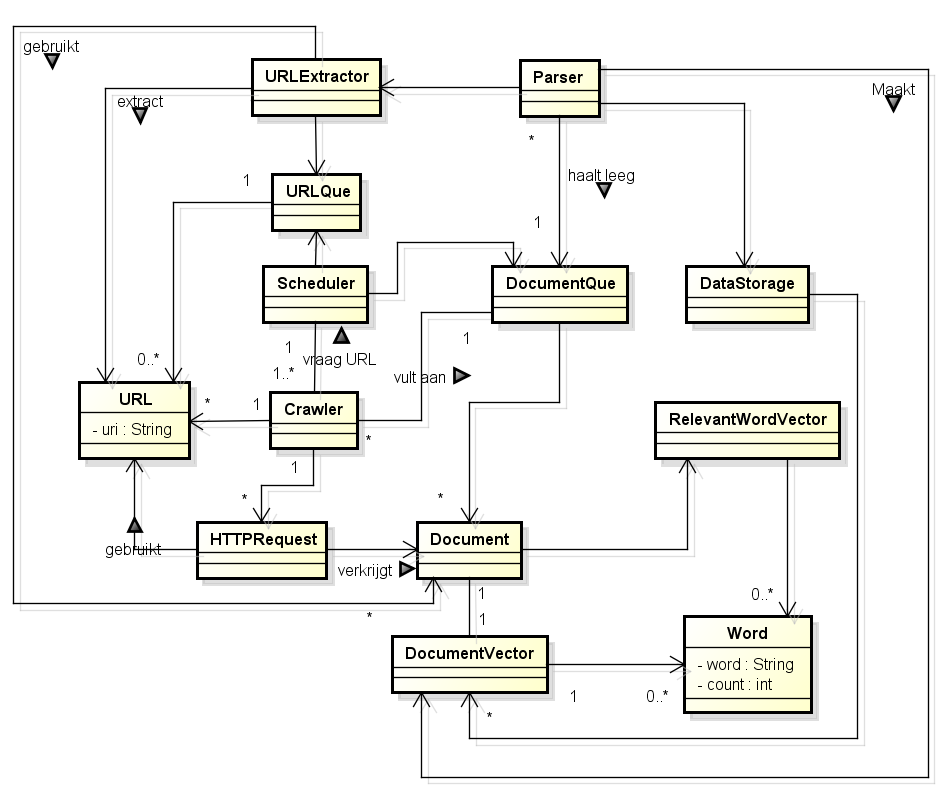 gebruikt
URLExtractor
Parser
Maakt
extract
*
haalt leeg
1
URLQue
1
Scheduler
DocumentQue
DataStorage
1
vraag URL
1
0..*
1..*
vult aan
URL
- uri : String
*
1
Crawler
*
RelevantWordVector
1
*
*
HTTPRequest
Document
gebruikt
verkrijgt
1
0..*
*
1
DocumentVector
Word
- word : String
- count : int
1
0..*
*